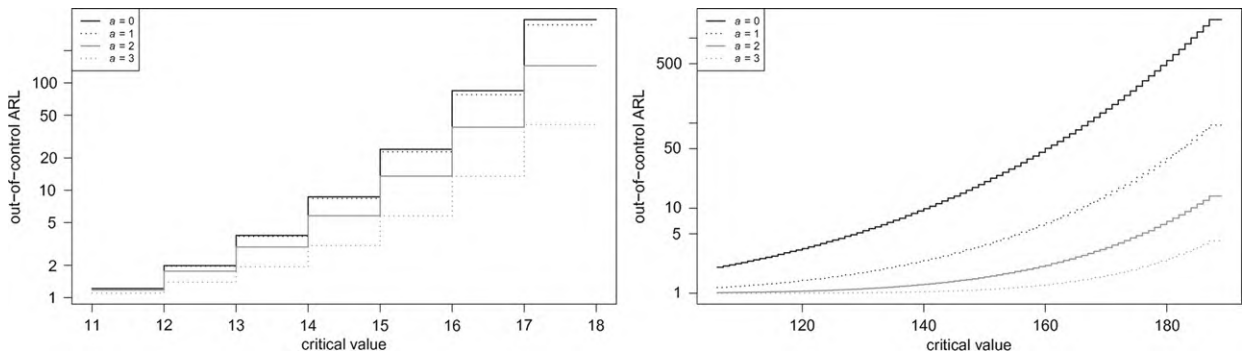 a = 0
a = 1
a = 2
a = 3
out-of-control ARL
100
50
20
10
5
2
1
11 12 13 14 15 16 17 18
critical value
a = 0
a = 1
a = 2
a = 3
out-of-control ARL
500
50
10
5
1
120 140 160 180
critical value